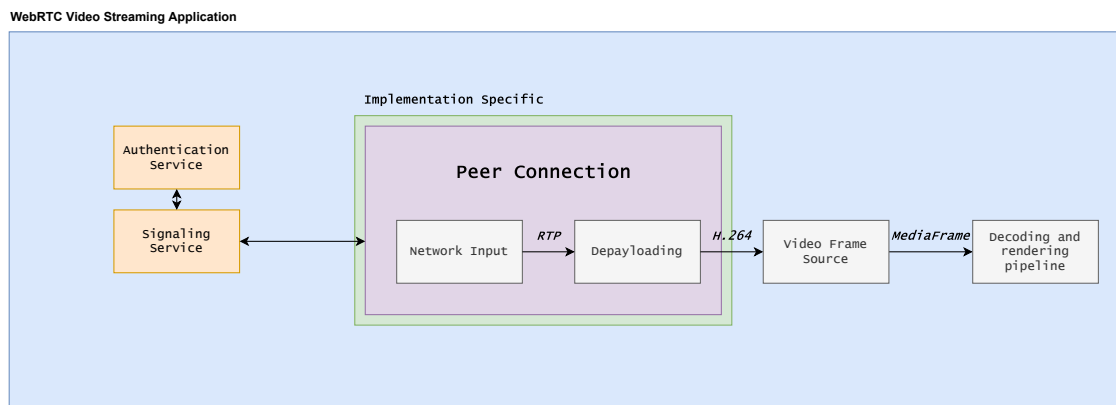 WebRTC Video Streaming Application
Implementation Specific
Authentication
Service
Signaling
Service
Peer Connection
Network Input
RTP
Depayloading
H.264
Video Frame
Source
MediaFrame
Decoding and
rendering
pipeline